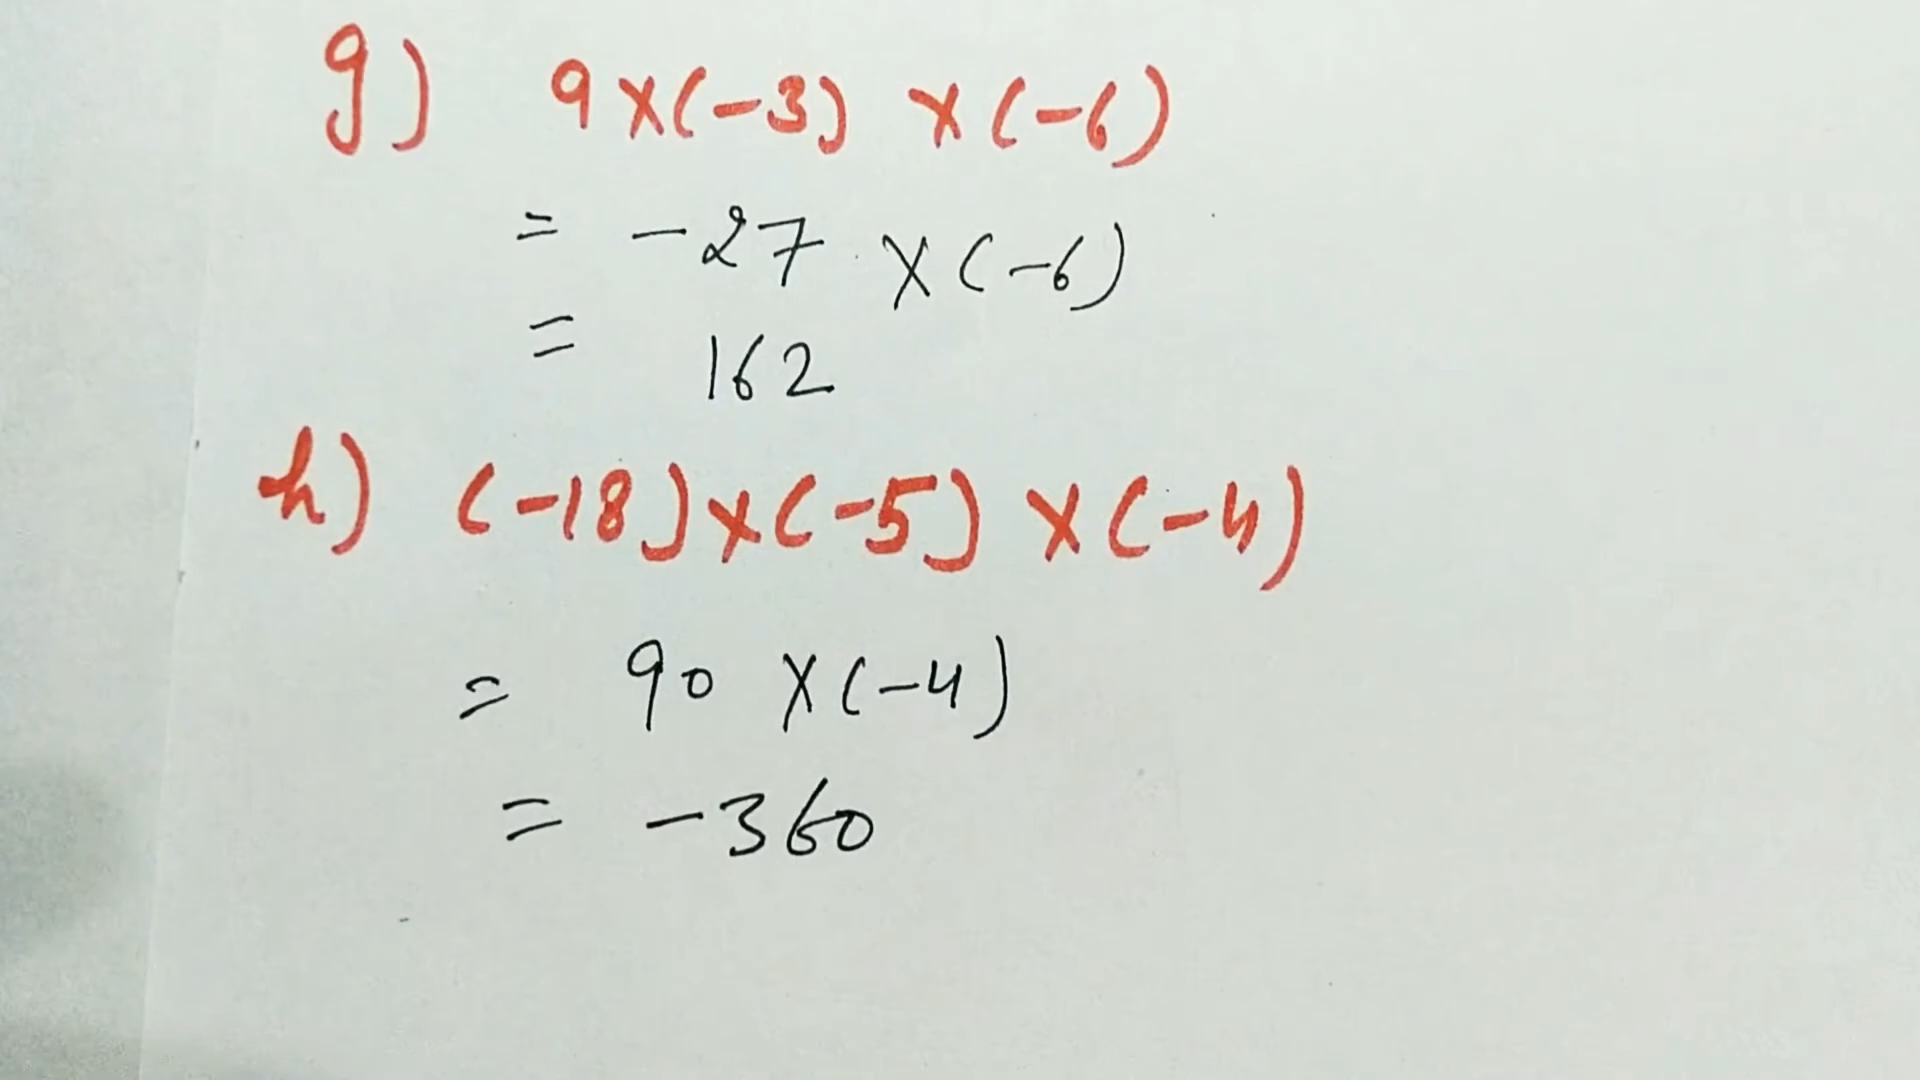 g) 9×(-3) ×(-6)
= -27 ×(-6)
= 162
h) (-18)×(-5) ×(-4)
= 90 ×(-4)
= -360